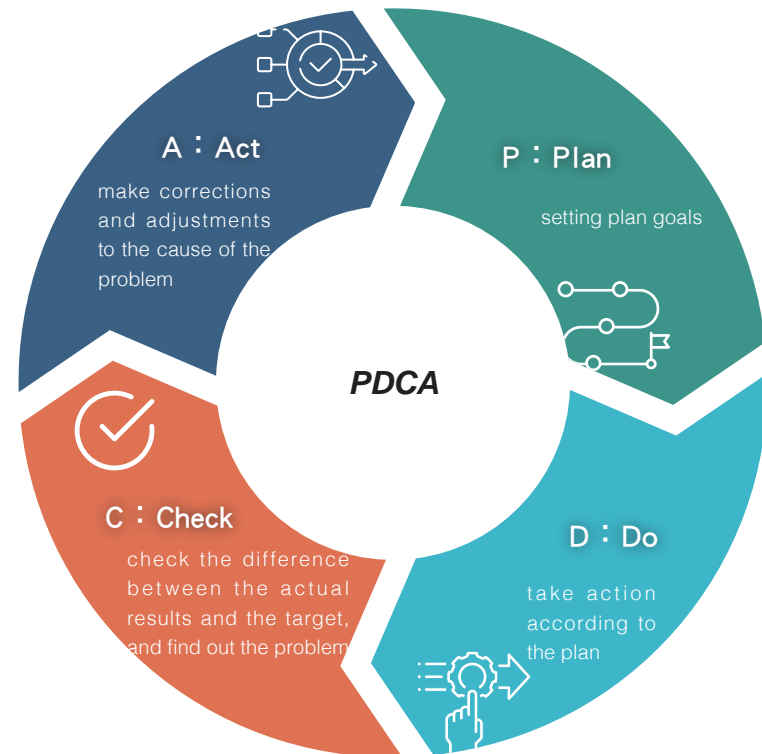 P：Plan
setting plan goals
D：Do
take action
according to
the plan
C：Check
check the difference
between the actual
results and the target,
and find out the problem
A：Act
make corrections
and adjustments
to the cause of the
problem
PDCA